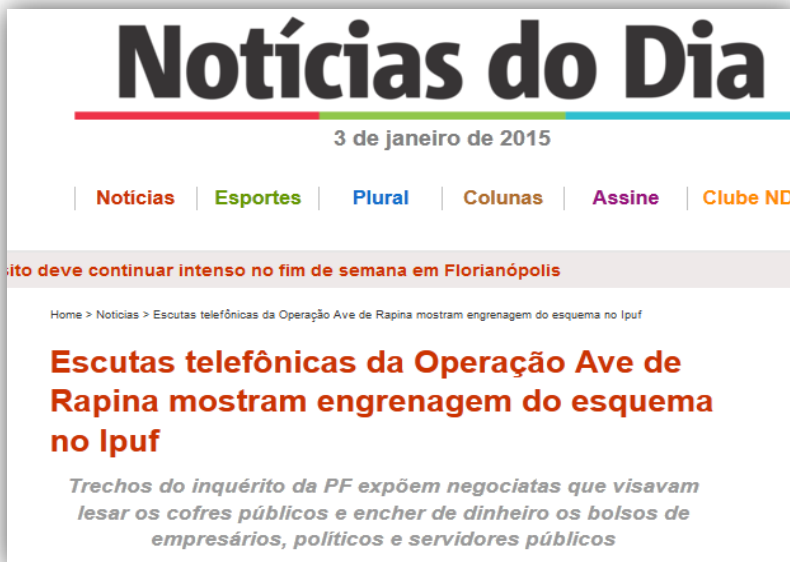 Notícias do Dia
3 de janeiro de 2015
Notícias Esportes Plural Colunas Assine Clube ND
sito deve continuar intenso no fim de semana em Florianópolis
Home > Noticias > Escutas telefônicas da Operação Ave de Rapina mostram engrenagem do esquema no Ipuf
Escutas telefônicas da Operação Ave de
Rapina mostram engrenagem do esquema
no Ipuf
Trechos do inquérito da PF expõem negociatas que visavam
lesar os cofres públicos e encher de dinheiro os bolsos de
empresários, políticos e servidores públicos